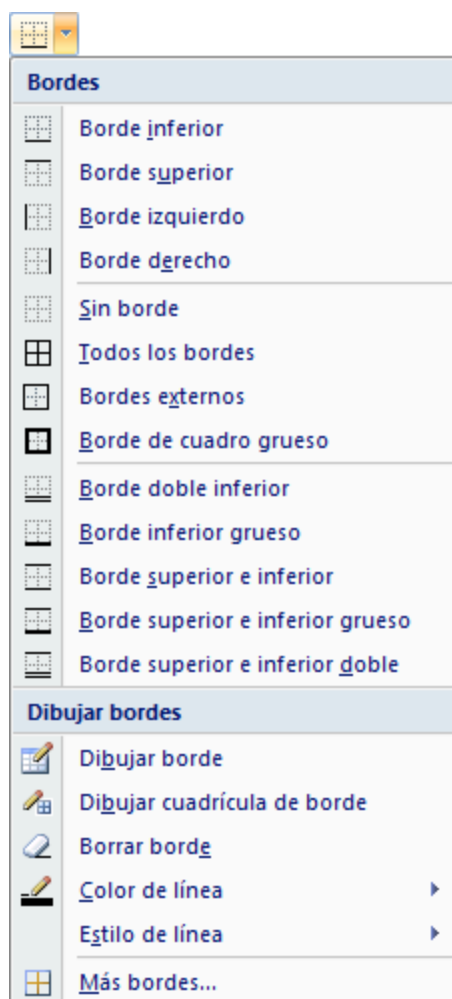 Bordes
Borde inferior
Borde superior
Borde izquierdo
Borde derecho
Sin borde
Todos los bordes
Bordes externos
Borde de cuadro grueso
Borde doble inferior
Borde inferior grueso
Borde superior e inferior
Borde superior e inferior grueso
Borde superior e inferior doble
Dibujar bordes
Dibujar borde
Dibujar cuadrícula de borde
Borrar borde
Color de línea
Estilo de línea
Más bordes...